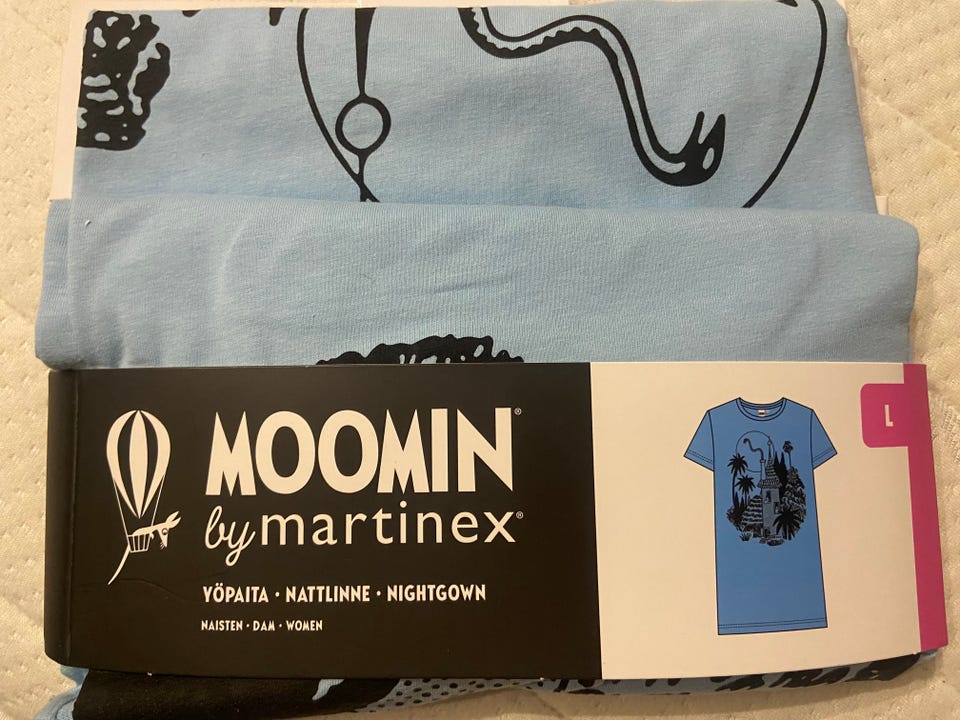 MOOMIN®
by martinex®
YÖPAITA · NATTLINNE · NIGHTGOWN
NAISTEN · DAM · WOMEN
L